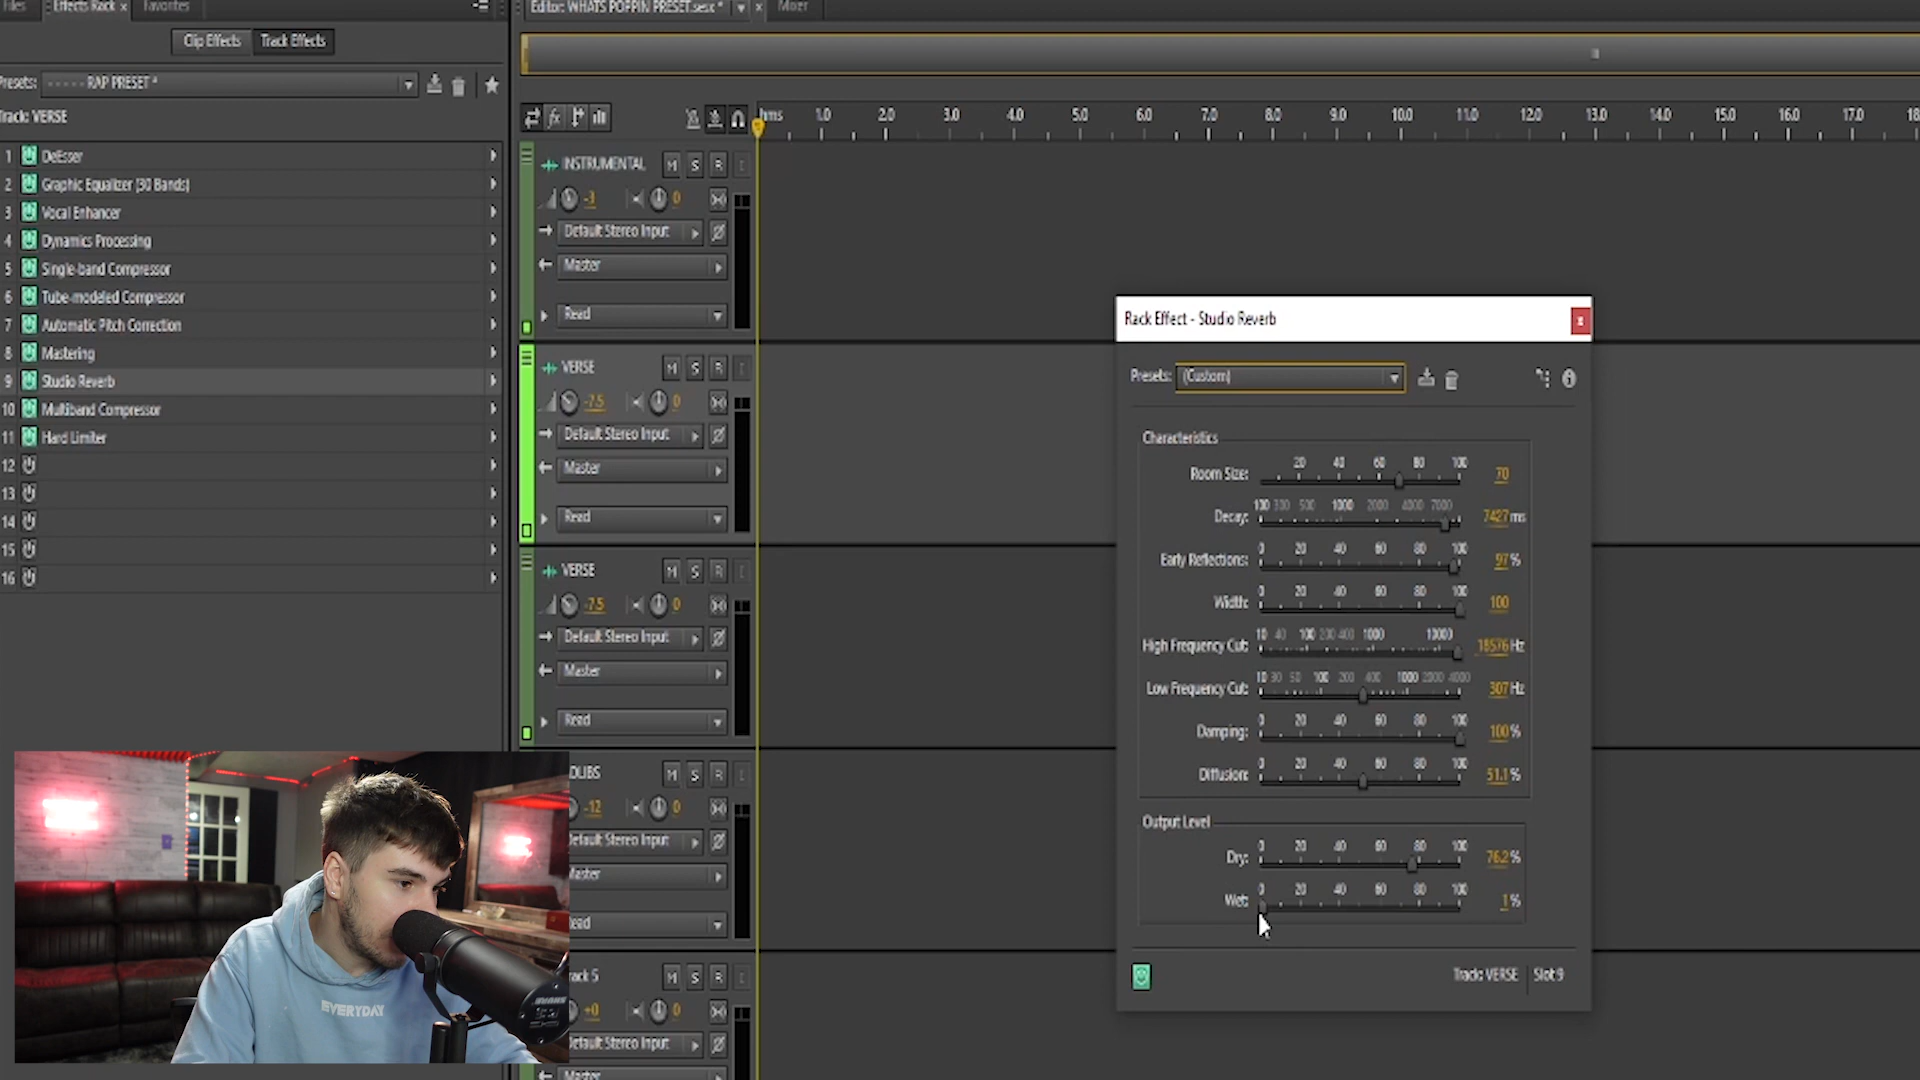 Files
Effects Rack x
Favorites
Clip Effects
Track Effects
Presets:
- - - - - RAP PRESET *
Track: VERSE
1 DeEsser
2 Graphic Equalizer (30 Bands)
3 Vocal Enhancer
4 Dynamics Processing
5 Single-band Compressor
6 Tube-modeled Compressor
7 Automatic Pitch Correction
8 Mastering
9 Studio Reverb
10 Multiband Compressor
11 Hard Limiter
12
13
14
15
16
Editor: WHATS POPPIN PRESET.sesx *
Mixer
fx
hms 1.0 2.0 3.0 4.0 5.0 6.0 7.0 8.0 9.0 10.0 11.0 12.0 13.0 14.0 15.0 16.0 17.0 18.
INSTRUMENTAL M S R I
-3 0
Default Stereo Input
Master
Read
VERSE M S R I
-7.5 0
Default Stereo Input
Master
Read
VERSE M S R I
-7.5 0
Default Stereo Input
Master
Read
DLIBS M S R I
-12 0
Default Stereo Input
Master
Read
rack 5 M S R I
+0 0
Default Stereo Input
Master
Rack Effect - Studio Reverb
x
Presets: (Custom)
Characteristics
20 40 60 80 100
Room Size: 70
100 300 500 1000 2000 4000 7000
Decay: 7427 ms
0 20 40 60 80 100
Early Reflections: 97 %
0 20 40 60 80 100
Width: 100
10 40 100 200 400 1000 10000
High Frequency Cut: 18576 Hz
10 30 50 100 200 400 1000 2000 4000
Low Frequency Cut: 307 Hz
0 20 40 60 80 100
Damping: 100 %
0 20 40 60 80 100
Diffusion: 51.1 %
Output Level
0 20 40 60 80 100
Dry: 76.2 %
0 20 40 60 80 100
Wet: 1 %
Track: VERSE
Slot 9
EVERYDAY